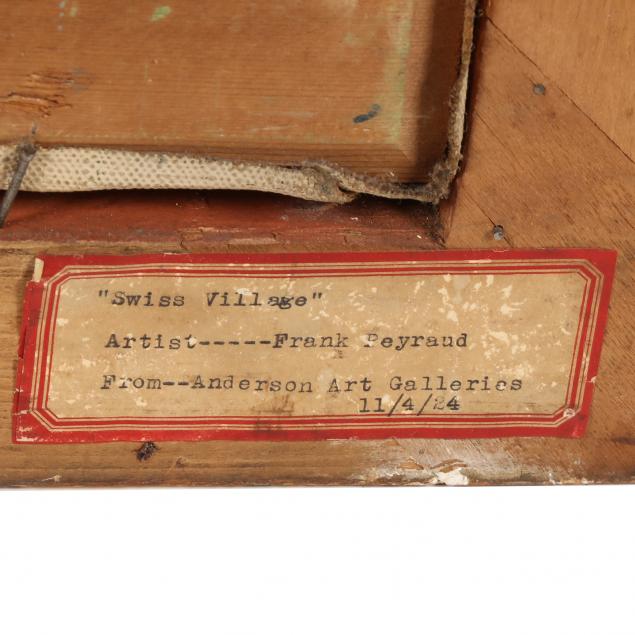 "Swiss Village"
Artist-----Frank Peyraud
From--Anderson Art Galleries
11/4/24